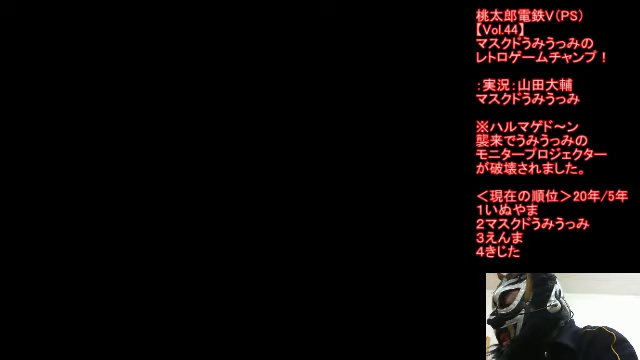 桃太郎電鉄V(PS)
【Vol.44】
マスクドうみうっみの
レトロゲームチャンプ！
：実況：山田大輔
マスクドうみうっみ
※ハルマゲド～ン
襲来でうみうっみの
モニタープロジェクター
が破壊されました。
＜現在の順位＞20年/5年
1いぬやま
2マスクドうみうっみ
3えんま
4きじた